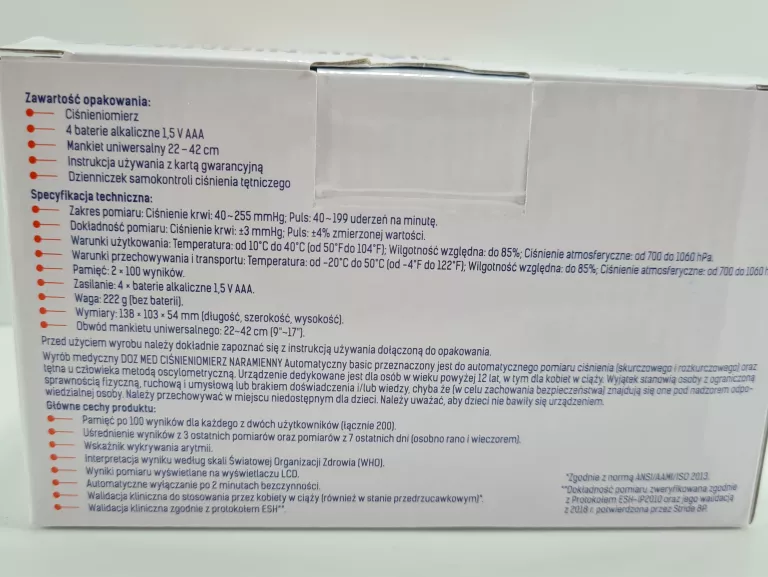 Zawartość opakowania:
Ciśnieniomierz
4 baterie alkaliczne 1,5 V AAA
Mankiet uniwersalny 22 – 42 cm
Instrukcja używania z kartą gwarancyjną
Dzienniczek samokontroli ciśnienia tętniczego
Specyfikacja techniczna:
Zakres pomiaru: Ciśnienie krwi: 40~255 mmHg; Puls: 40~199 uderzeń na minutę.
Dokładność pomiaru: Ciśnienie krwi: ±3 mmHg; Puls: ±4% zmierzonej wartości.
Warunki użytkowania: Temperatura: od 10°C do 40°C (od 50°F do 104°F); Wilgotność względna: do 85%; Ciśnienie atmosferyczne: od 700 do 1060 hPa.
Warunki przechowywania i transportu: Temperatura: od -20°C do 50°C (od -4°F do 122°F); Wilgotność względna: do 85%; Ciśnienie atmosferyczne: od 700 do 1060
Pamięć: 2 × 100 wyników.
Zasilanie: 4 × baterie alkaliczne 1,5 V AAA.
Waga: 222 g (bez baterii).
Wymiary: 138 × 103 × 54 mm (długość, szerokość, wysokość).
Obwód mankietu uniwersalnego: 22~42 cm (9"~17").
Przed użyciem wyrobu należy dokładnie zapoznać się z instrukcją używania dołączoną do opakowania.
Wyrób medyczny DOZ MED CIŚNIENIOMIERZ NARAMIENNY Automatyczny basic przeznaczony jest do automatycznego pomiaru ciśnienia (skurczowego i rozkurczowego) oraz
tętna u człowieka metodą oscylometryczną. Urządzenie dedykowane jest dla osób w wieku powyżej 12 lat, w tym dla kobiet w ciąży. Wyjątek stanowią osoby z ograniczoną
sprawnością fizyczną, ruchową i umysłową lub brakiem doświadczenia i/lub wiedzy, chyba że (w celu zachowania bezpieczeństwa) znajdują się one pod nadzorem odpo-
wiedzialnej osoby. Należy przechowywać w miejscu niedostępnym dla dzieci. Należy uważać, aby dzieci nie bawiły się urządzeniem.
Główne cechy produktu:
Pamięć po 100 wyników dla każdego z dwóch użytkowników (łącznie 200).
Uśrednienie wyników z 3 ostatnich pomiarów oraz pomiarów z 7 ostatnich dni (osobno rano i wieczorem).
Wskaźnik wykrywania arytmii.
Interpretacja wyniku według skali Światowej Organizacji Zdrowia (WHO).
Wyniki pomiaru wyświetlane na wyświetlaczu LCD.
Automatyczne wyłączanie po 2 minutach bezczynności.
Walidacja kliniczna do stosowania przez kobiety w ciąży (również w stanie przedrzucawkowym)*.
Walidacja kliniczna zgodnie z protokołem ESH**.
*Zgodnie z normą ANSI/AAMI/ISO 2013.
**Dokładność pomiaru zweryfikowana zgodnie
z Protokołem ESH-IP2010 oraz jego walidacją
z 2018 r. potwierdzona przez Stride BP.